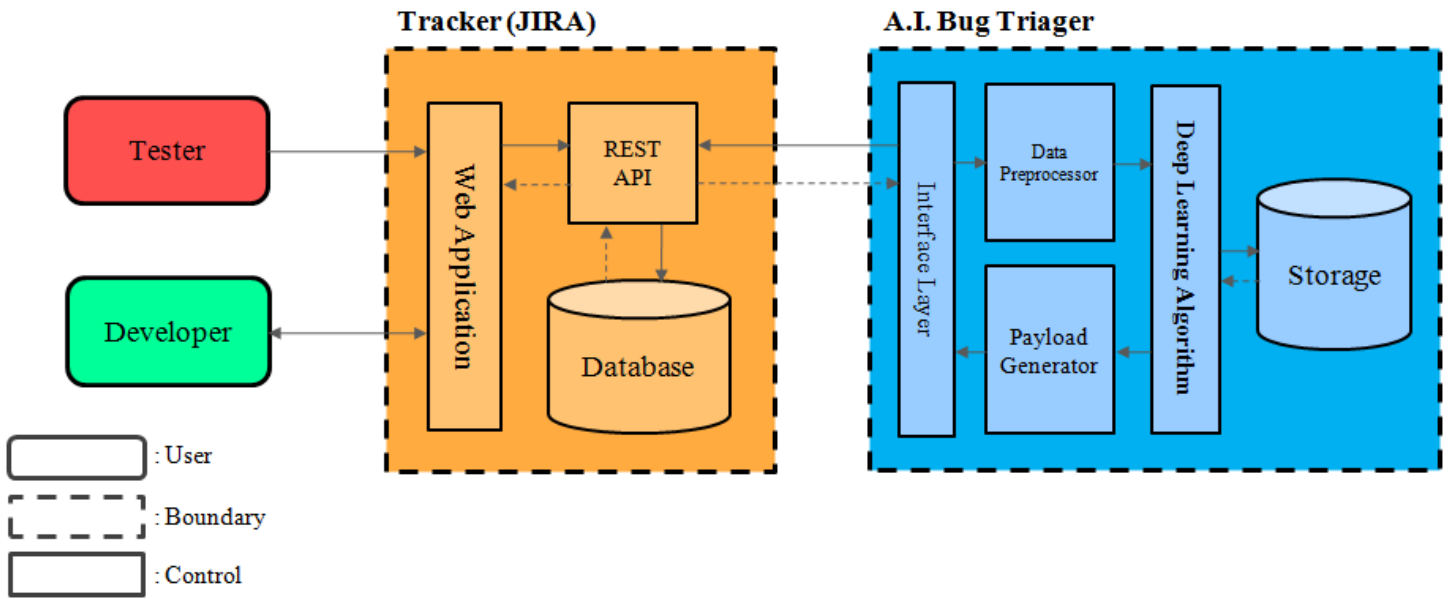 Tracker (JIRA)
A.I. Bug Triager
Tester
Developer
Web Application
REST
API
Database
Interface Layer
Data
Preprocessor
Payload
Generator
Deep Learning Algorithm
Storage
: User
: Boundary
: Control